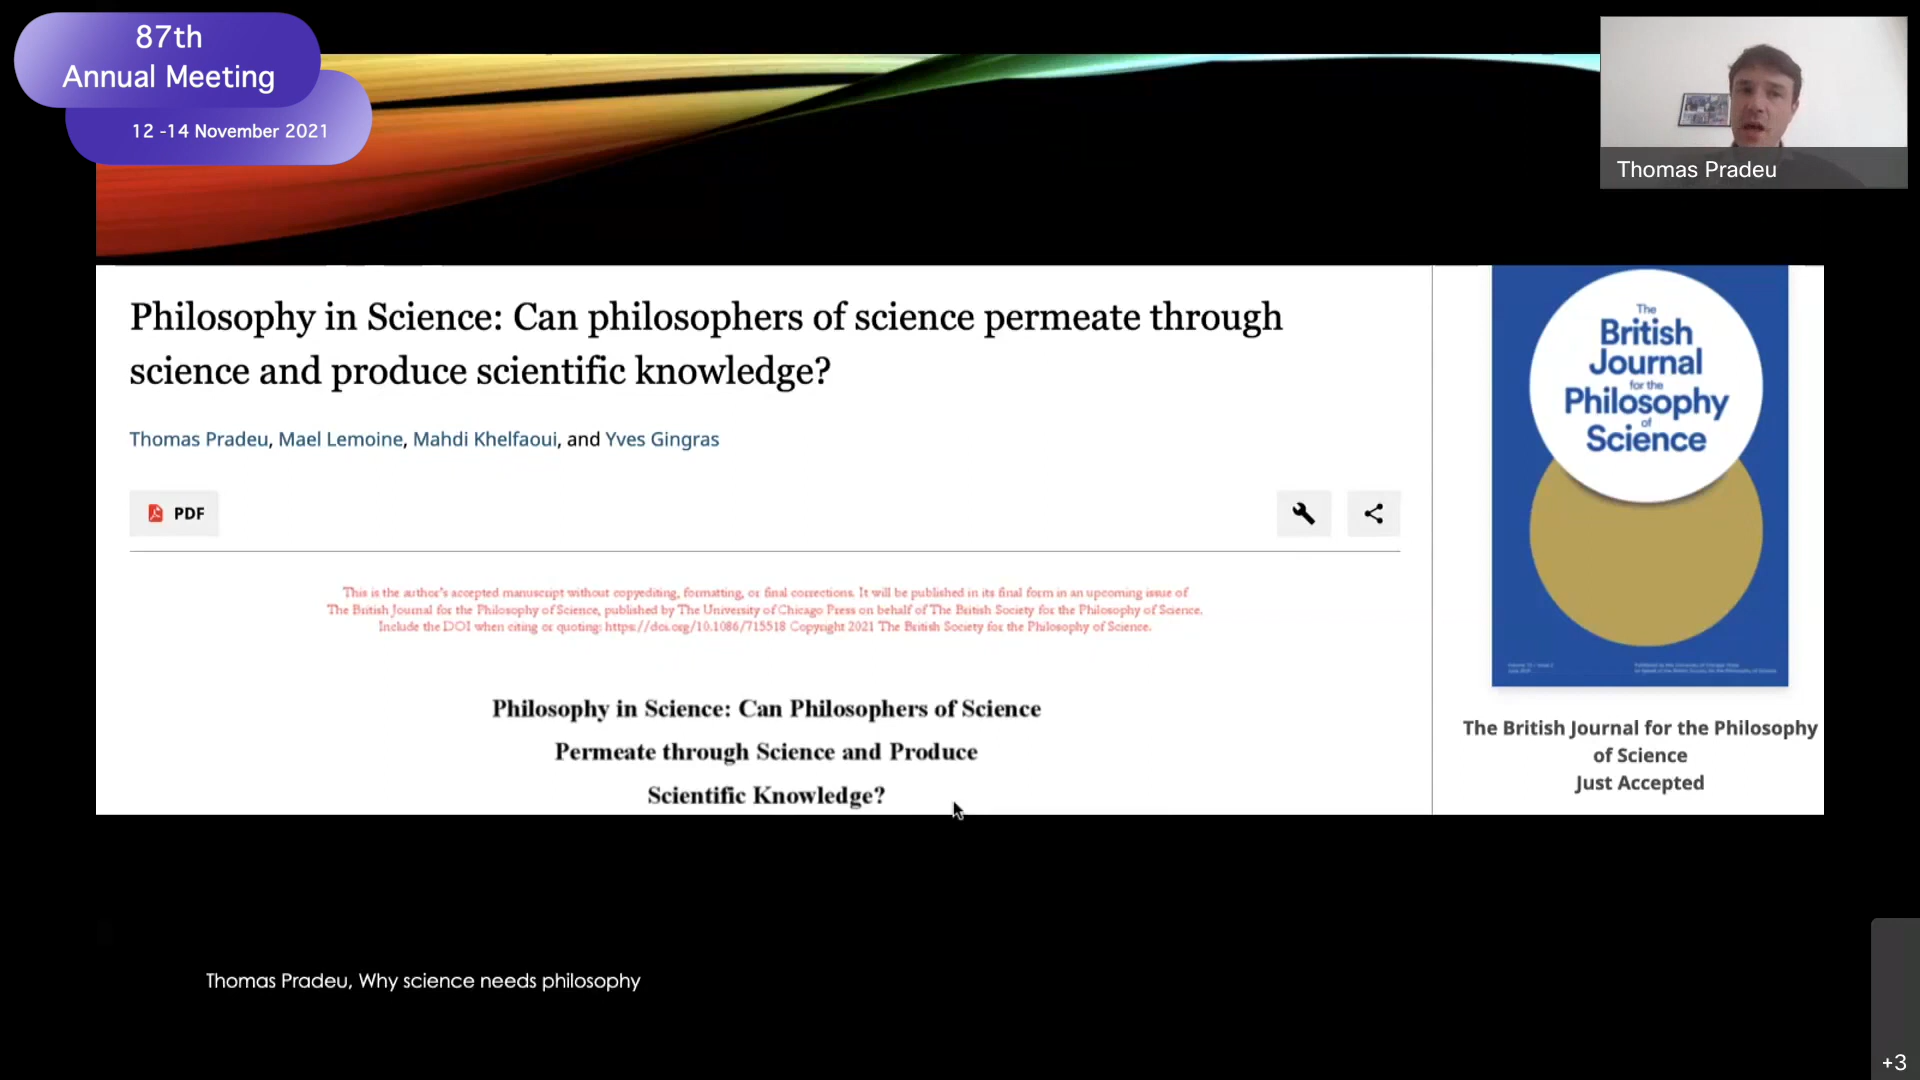 87th
Annual Meeting
12 -14 November 2021
Thomas Pradeu
Philosophy in Science: Can philosophers of science permeate through
science and produce scientific knowledge?
Thomas Pradeu, Mael Lemoine, Mahdi Khelfaoui, and Yves Gingras
PDF
This is the author's accepted manuscript without copyediting, formatting, or final corrections. It will be published in its final form in an upcoming issue of
The British Journal for the Philosophy of Science, published by The University of Chicago Press on behalf of The British Society for the Philosophy of Science.
Include the DOI when citing or quoting: https://doi.org/10.1086/715518 Copyright 2021 The British Society for the Philosophy of Science.
Philosophy in Science: Can Philosophers of Science
Permeate through Science and Produce
Scientific Knowledge?
The
British
Journal
for the
Philosophy
of
Science
The British Journal for the Philosophy
of Science
Just Accepted
Thomas Pradeu, Why science needs philosophy
+3